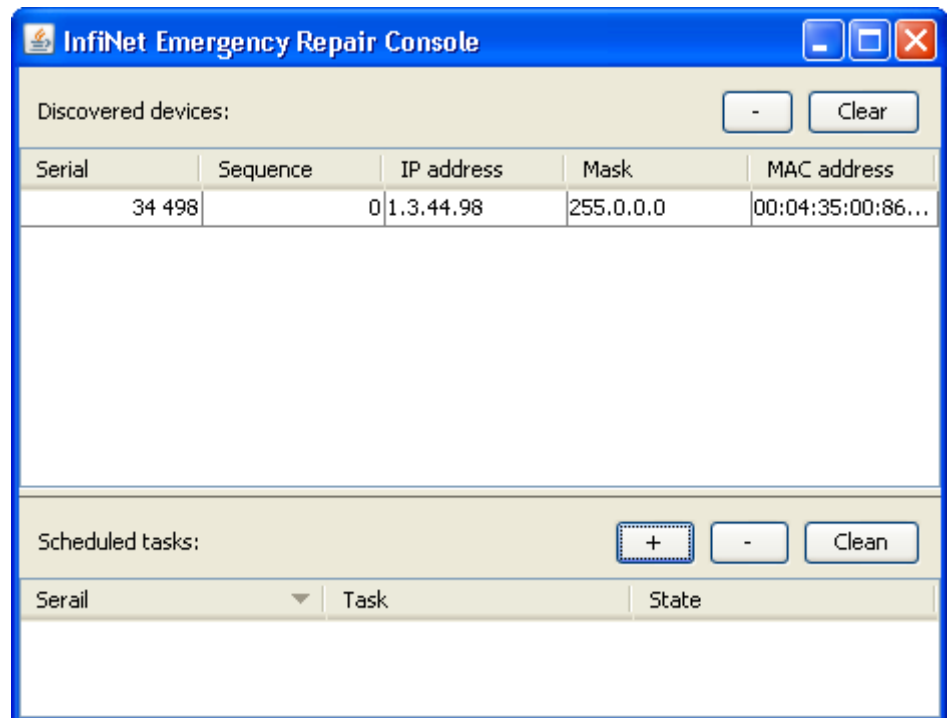 InfiNet Emergency Repair Console
Discovered devices: - Clear
Serial Sequence IP address Mask MAC address
34 498 0 1.3.44.98 255.0.0.0 00:04:35:00:86...
Scheduled tasks: + - Clean
Serail Task State